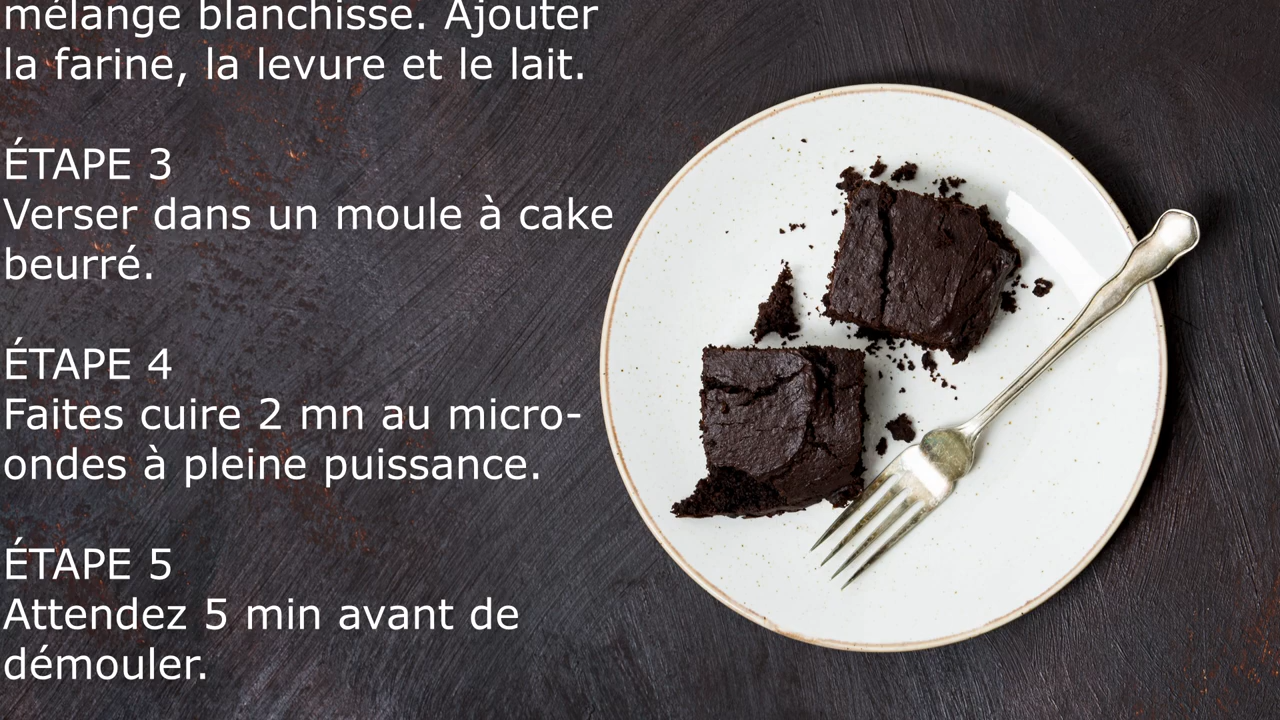 mélange blanchisse. Ajouter
la farine, la levure et le lait.
ÉTAPE 3
Verser dans un moule à cake
beurré.
ÉTAPE 4
Faites cuire 2 mn au micro-
ondes à pleine puissance.
ÉTAPE 5
Attendez 5 min avant de
démouler.